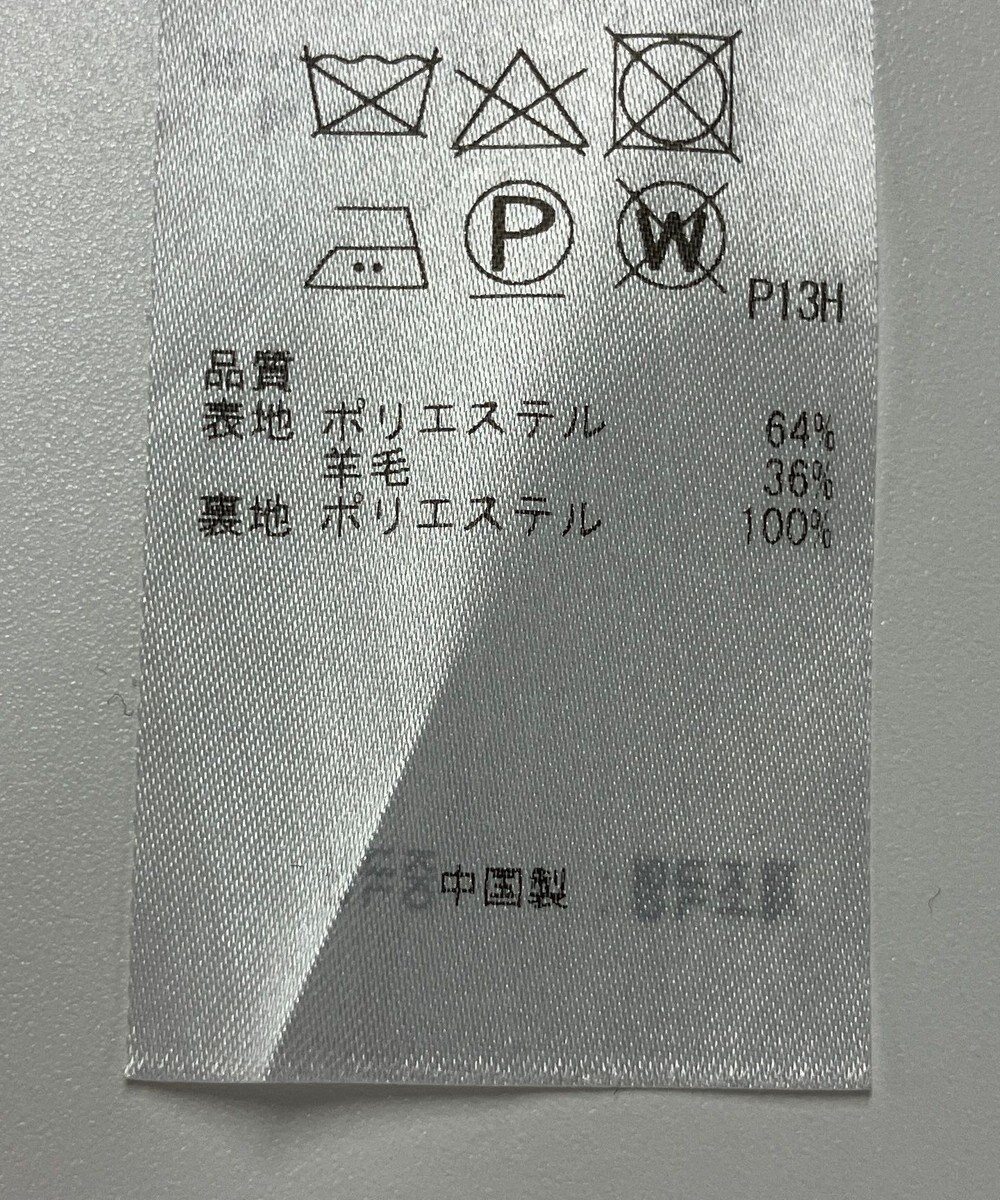 P
W
P13H
品質
表地 ポリエステル 64%
羊毛 36%
裏地 ポリエステル 100%
中国製